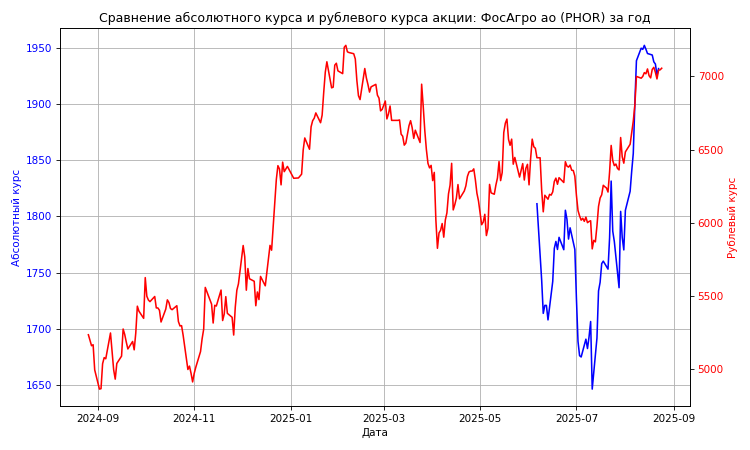 Сравнение абсолютного курса и рублевого курса акции: ФосАгро ао (PHOR) за год
Абсолютный курс
1950
1900
1850
1800
1750
1700
1650
7000
6500
6000
5500
5000
Рублевый курс
2024-09 2024-11 2025-01 2025-03 2025-05 2025-07 2025-09
Дата